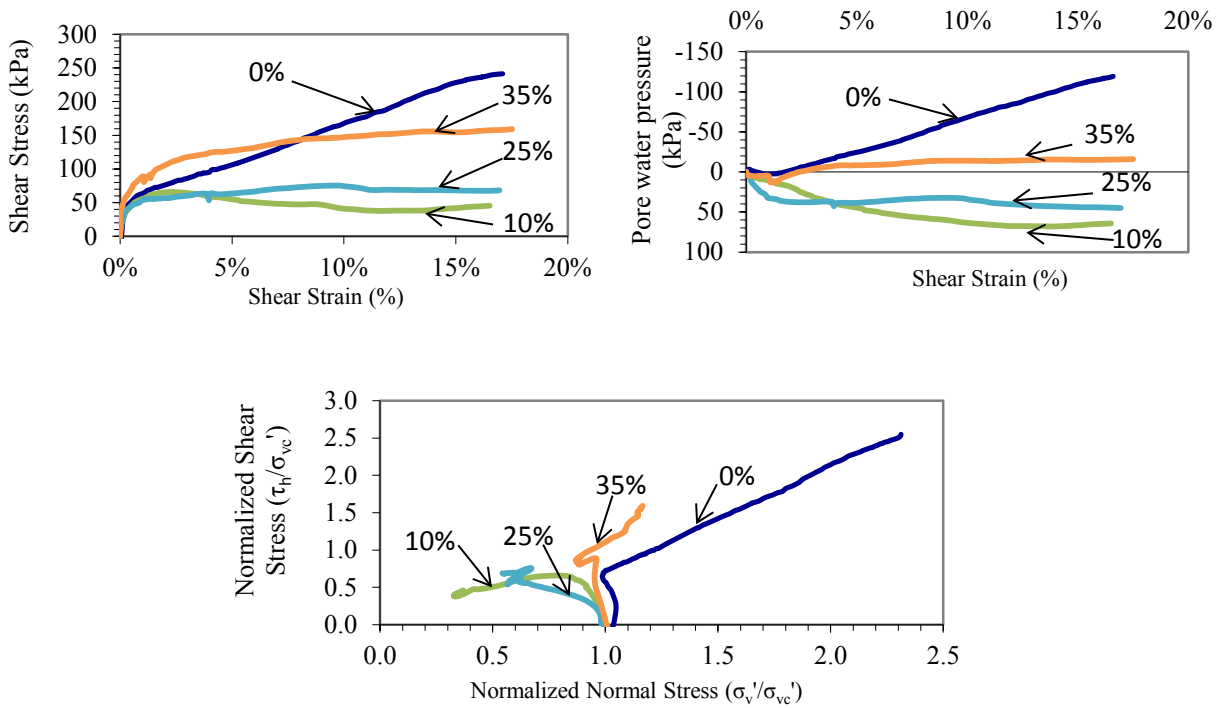 300
250
200
150
100
50
0
Shear Stress (kPa)
0%
35%
25%
10%
0% 5% 10% 15% 20%
Shear Strain (%)
0% 5% 10% 15% 20%
-150
-100
-50
0
50
100
Pore water pressure
(kPa)
0%
35%
25%
10%
Shear Strain (%)
3.0
2.5
2.0
1.5
1.0
0.5
0.0
Normalized Shear
Stress (τh/σvc')
10%
25%
35%
0%
0.0 0.5 1.0 1.5 2.0 2.5
Normalized Normal Stress (σv'/σvc')